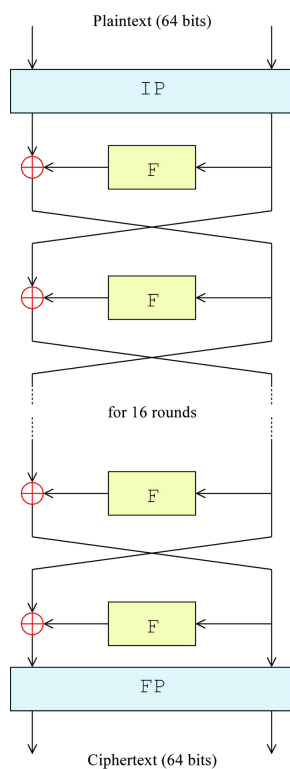 Plaintext (64 bits)
IP
F
F
for 16 rounds
F
F
FP
Ciphertext (64 bits)